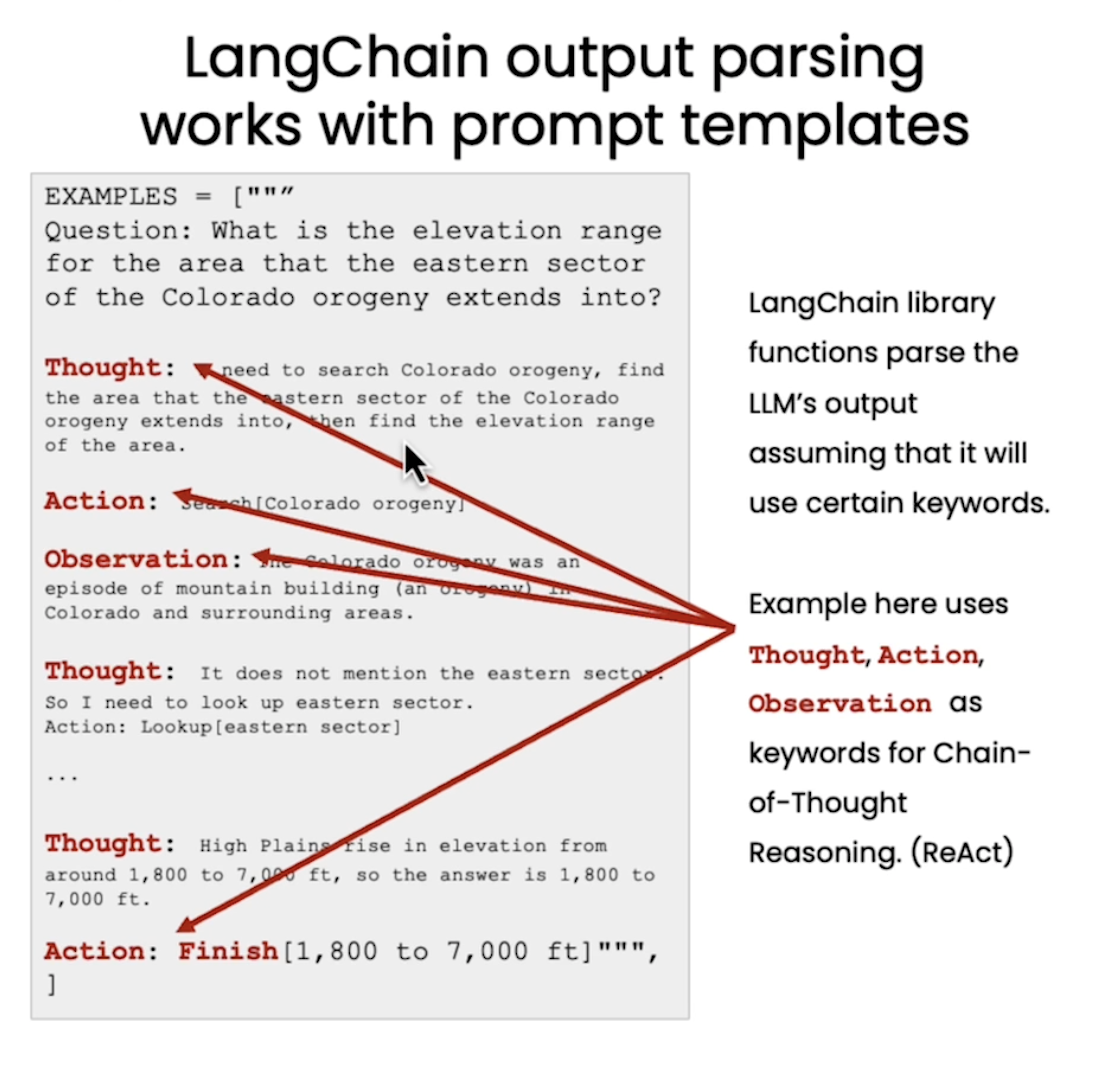 LangChain output parsing
works with prompt templates
EXAMPLES = ["""
Question: What is the elevation range
for the area that the eastern sector
of the Colorado orogeny extends into?
Thought: need to search Colorado orogeny, find
the area that the eastern sector of the Colorado
orogeny extends into, then find the elevation range
of the area.
Action: Search[Colorado orogeny]
Observation: The Colorado orogeny was an
episode of mountain building (an orogeny) in
Colorado and surrounding areas.
Thought: It does not mention the eastern sector.
So I need to look up eastern sector.
Action: Lookup[eastern sector]
...
Thought: High Plains rise in elevation from
around 1,800 to 7,000 ft, so the answer is 1,800 to
7,000 ft.
Action: Finish[1,800 to 7,000 ft]""",
]
LangChain library
functions parse the
LLM's output
assuming that it will
use certain keywords.
Example here uses
Thought, Action,
Observation as
keywords for Chain-
of-Thought
Reasoning. (ReAct)